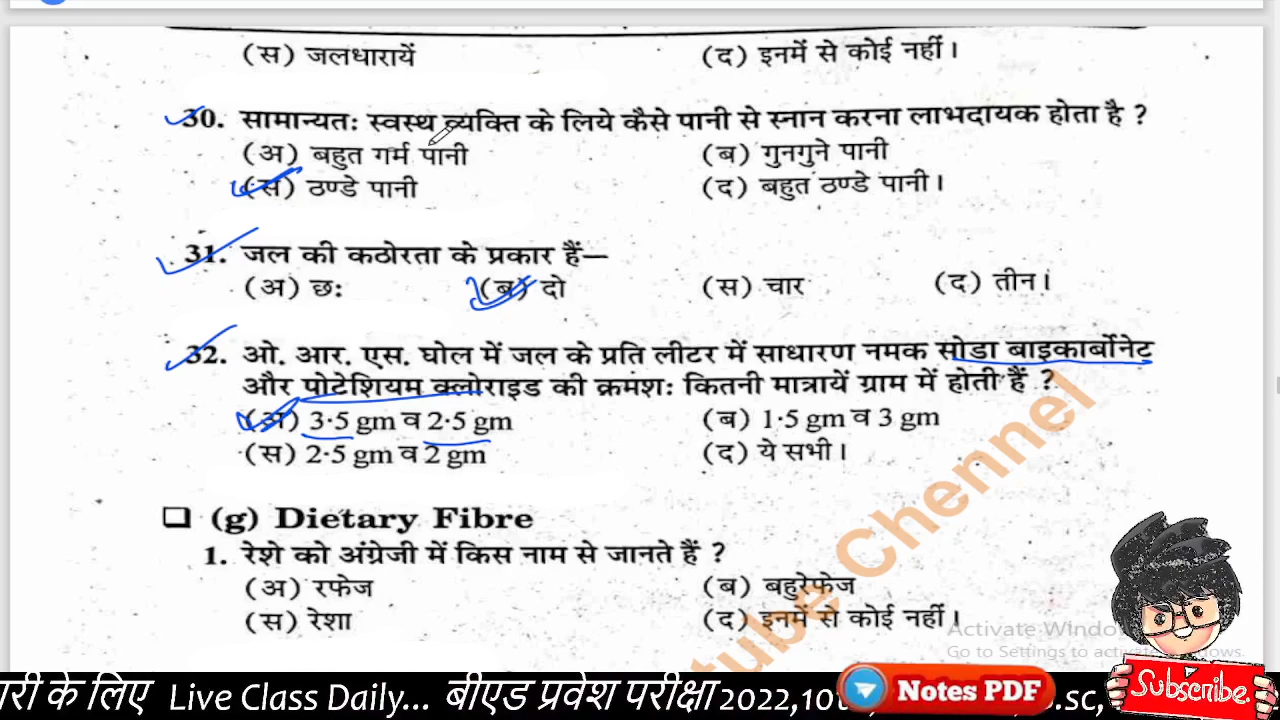 (स) जलधारायें (द) इनमें से कोई नहीं।
30. सामान्यतः स्वस्थ व्यक्ति के लिये कैसे पानी से स्नान करना लाभदायक होता है ?
(अ) बहुत गर्म पानी (ब) गुनगुने पानी
(स) ठण्डे पानी (द) बहुत ठण्डे पानी।
31. जल की कठोरता के प्रकार हैं—
(अ) छः (ब) दो (स) चार (द) तीन।
32. ओ. आर. एस. घोल में जल के प्रति लीटर में साधारण नमक सोडा बाइकार्बोनेट
और पोटेशियम क्लोराइड की क्रमशः कितनी मात्रायें ग्राम में होती हैं ?
(अ) 3·5 gm व 2·5 gm (ब) 1·5 gm व 3 gm
(स) 2·5 gm व 2 gm (द) ये सभी।
❑ (g) Dietary Fibre
1. रेशे को अंग्रेजी में किस नाम से जानते हैं ?
(अ) रफेज (ब) बहुरेफेज
(स) रेशा (द) इनमें से कोई नहीं।
tube Chennel
Activate Windo
Go to Settings to activate Windows.
री के लिए Live Class Daily... बीएड प्रवेश परीक्षा 2022,10
Notes PDF
Subscribe